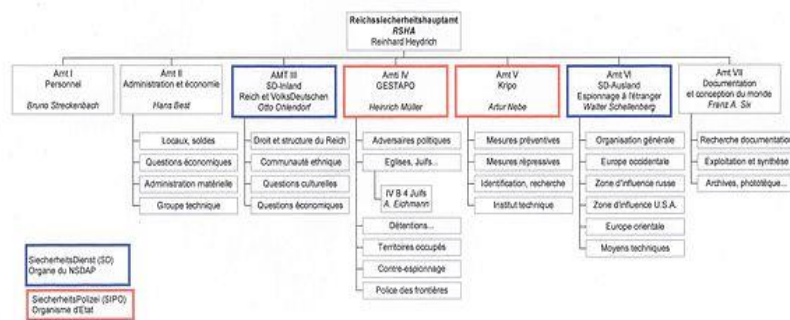 Reichssiecherheitshauptamt
RSHA
Reinhard Heydrich
Amt I
Personnel
Bruno Streckenbach
Amt II
Administration et économie
Hans Best
Locaux, soldes
Questions économiques
Administration matérielle
Groupe technique
AMT III
SD-Inland
Reich et VolksDeutschen
Otto Ohlendorf
Droit et structure du Reich
Communauté ethnique
Questions culturelles
Questions économiques
Amt IV
GESTAPO
Heinrich Müller
Adversaires politiques
Eglises, Juifs...
IV B 4 Juifs
A. Eichmann
Détentions...
Territoires occupés
Contre-espionnage
Police des frontières
Amt V
Kripo
Artur Nebe
Mesures préventives
Mesures répressives
Identification, recherche
Institut technique
Amt VI
SD-Ausland
Espionnage à l'étranger
Walter Schellenberg
Organisation générale
Europe occidentale
Zone d'influence russe
Zone d'influence U.S.A.
Europe orientale
Moyens techniques
Amt VII
Documentation
et conception du monde
Franz A. Six
Recherche documentation
Exploitation et synthèse
Archives, phototèque...
SiecherheitsDienst (SD)
Organe du NSDAP
SiecherheitsPolizei (SIPO)
Organisme d'Etat